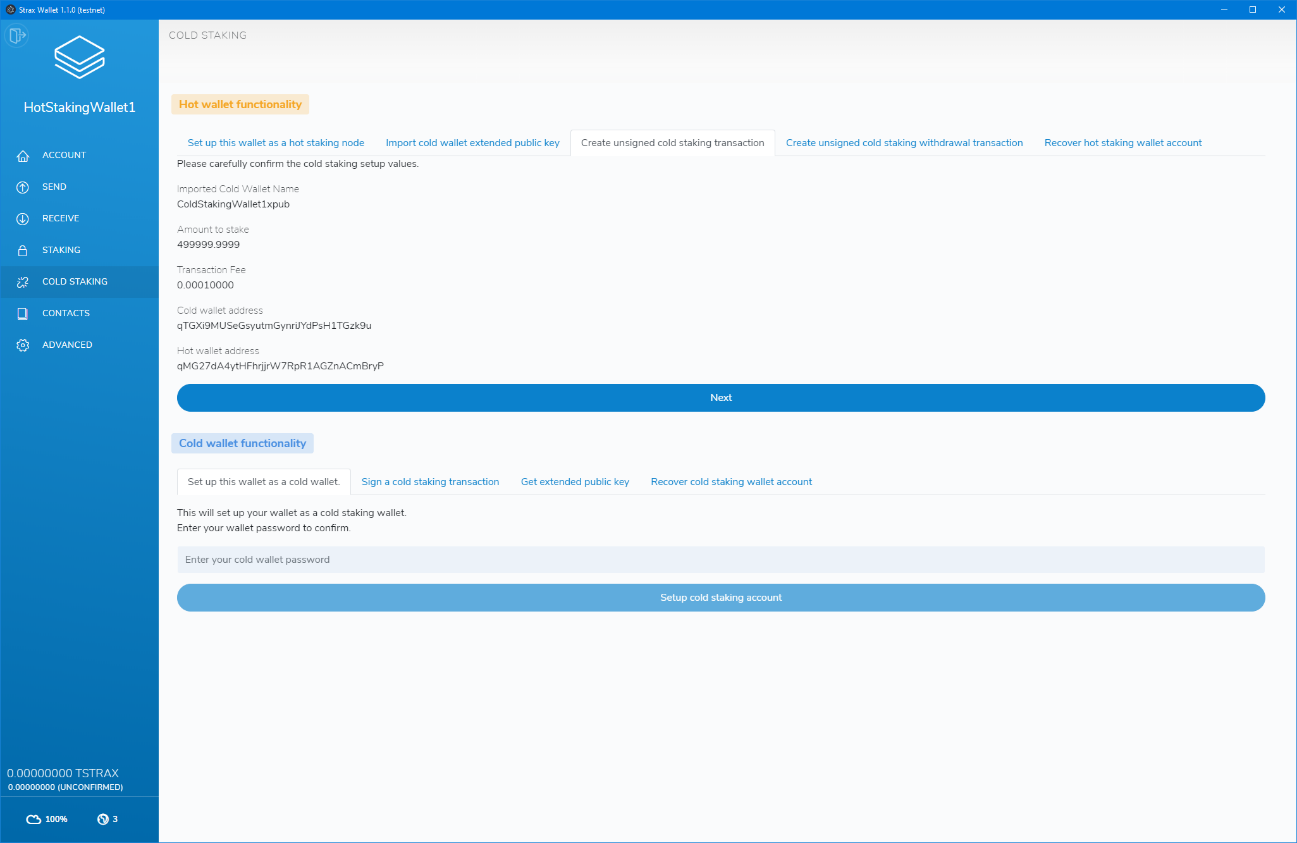 Strax Wallet 1.1.0 (testnet)
COLD STAKING
HotStakingWallet1
ACCOUNT
SEND
RECEIVE
STAKING
COLD STAKING
CONTACTS
ADVANCED
0.00000000 TSTRAX
0.00000000 (UNCONFIRMED)
100% 3
Hot wallet functionality
Set up this wallet as a hot staking node Import cold wallet extended public key Create unsigned cold staking transaction Create unsigned cold staking withdrawal transaction Recover hot staking wallet account
Please carefully confirm the cold staking setup values.
Imported Cold Wallet Name
ColdStakingWallet1xpub
Amount to stake
499999.9999
Transaction Fee
0.00010000
Cold wallet address
qTGXi9MUSeGsyutmGynriJYdPsH1TGzk9u
Hot wallet address
qMG27dA4ytHFhrjjrW7RpR1AGZnACmBryP
Next
Cold wallet functionality
Set up this wallet as a cold wallet. Sign a cold staking transaction Get extended public key Recover cold staking wallet account
This will set up your wallet as a cold staking wallet.
Enter your wallet password to confirm.
Enter your cold wallet password
Setup cold staking account